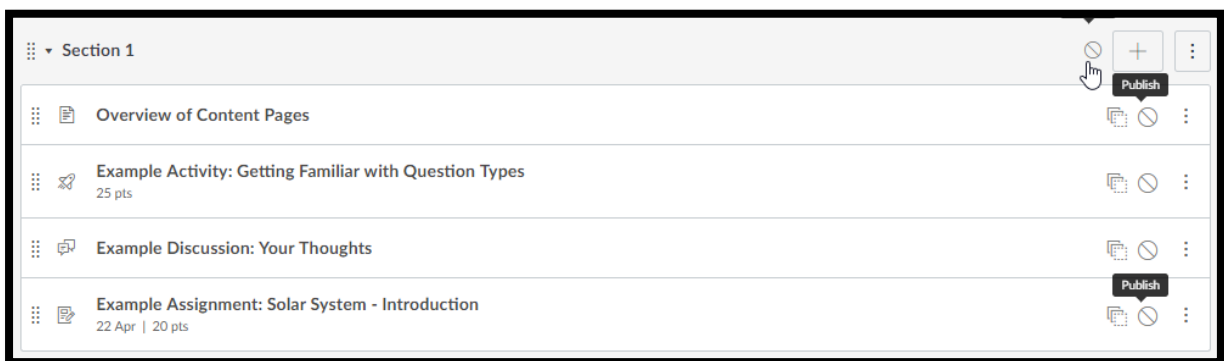 Section 1
Publish
Overview of Content Pages
Example Activity: Getting Familiar with Question Types
25 pts
Example Discussion: Your Thoughts
Publish
Example Assignment: Solar System - Introduction
22 Apr | 20 pts